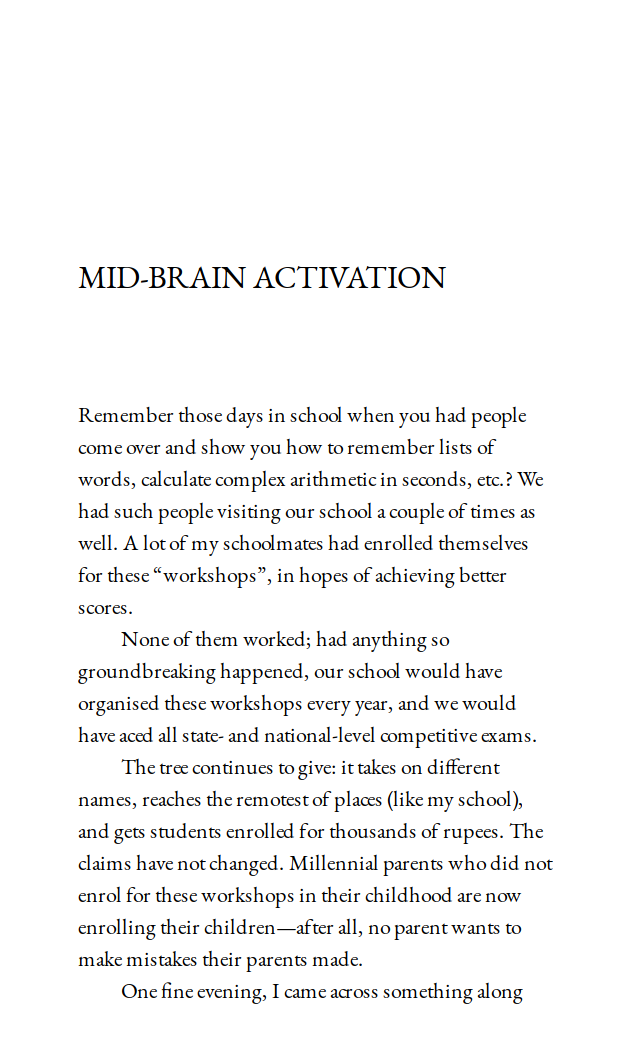 MID-BRAIN ACTIVATION
Remember those days in school when you had people
come over and show you how to remember lists of
words, calculate complex arithmetic in seconds, etc.? We
had such people visiting our school a couple of times as
well. A lot of my schoolmates had enrolled themselves
for these “workshops”, in hopes of achieving better
scores.
None of them worked; had anything so
groundbreaking happened, our school would have
organised these workshops every year, and we would
have aced all state- and national-level competitive exams.
The tree continues to give: it takes on different
names, reaches the remotest of places (like my school),
and gets students enrolled for thousands of rupees. The
claims have not changed. Millennial parents who did not
enrol for these workshops in their childhood are now
enrolling their children—after all, no parent wants to
make mistakes their parents made.
One fine evening, I came across something along